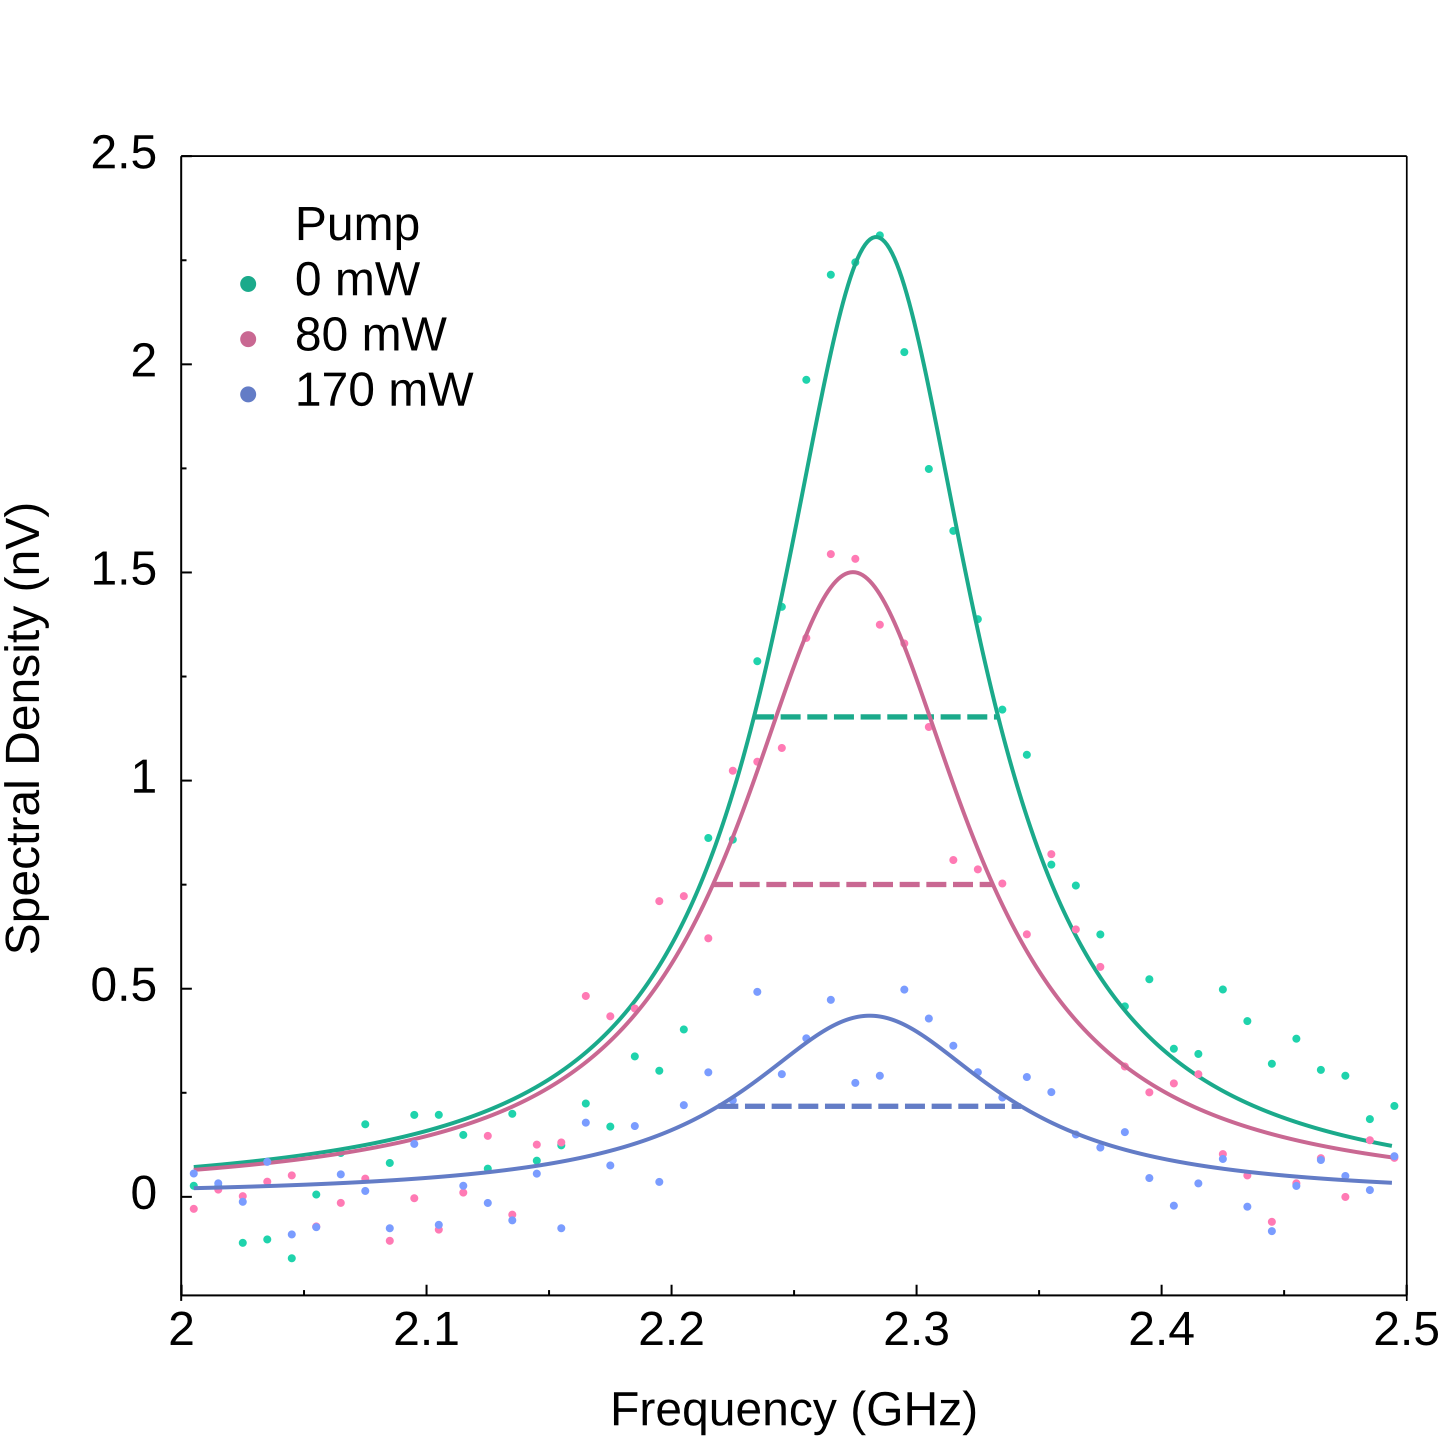 2.5
Pump
0 mW
80 mW
170 mW
2
1.5
1
0.5
0
Spectral Density (nV)
2 2.1 2.2 2.3 2.4 2.5
Frequency (GHz)